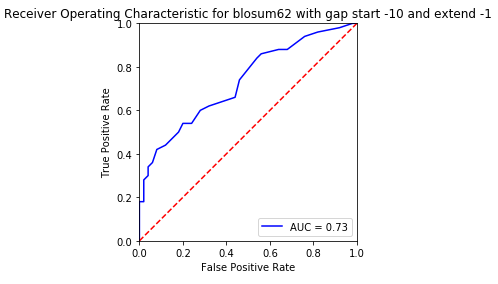 Receiver Operating Characteristic for blosum62 with gap start -10 and extend -1
1.0
0.8
0.6
0.4
0.2
0.0
True Positive Rate
AUC = 0.73
0.0 0.2 0.4 0.6 0.8 1.0
False Positive Rate